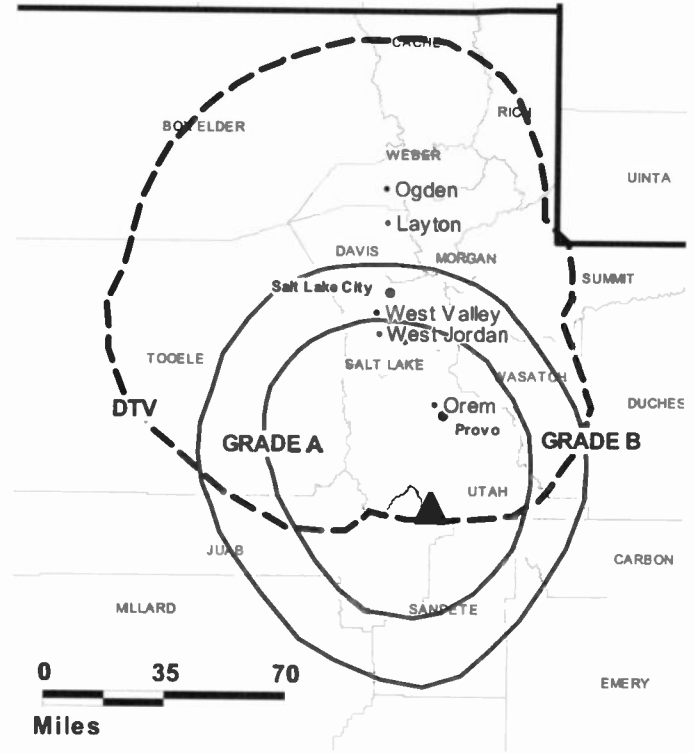 CACHE
RICH
BOX ELDER
WEBER
UINTA
Ogden
Layton
DAVIS
MORGAN
SUMMIT
Salt Lake City
West Valley
West Jordan
TOOELE
SALT LAKE
WASATCH
DTV
Orem
DUCHES
Provo
GRADE A
GRADE B
UTAH
JUAB
CARBON
MILLARD
SANPETE
0 35 70
EMERY
Miles